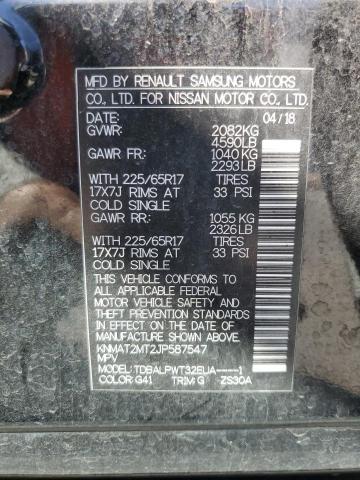 MFD BY RENAULT SAMSUNG MOTORS
CO., LTD. FOR NISSAN MOTOR CO., LTD.
DATE: 04/18
GVWR: 2082KG
4590LB
GAWR FR: 1040KG
2293LB
WITH 225/65R17 TIRES
17X7J RIMS AT 33 PSI
COLD SINGLE
GAWR RR: 1055KG
2326LB
WITH 225/65R17 TIRES
17X7J RIMS AT 33 PSI
COLD SINGLE
THIS VEHICLE CONFORMS TO
ALL APPLICABLE FEDERAL
MOTOR VEHICLE SAFETY
AND THEFT PREVENTION
STANDARDS IN EFFECT ON
THE DATE OF
MANUFACTURE SHOWN ABOVE.
KNMAT2MT2JP587547
MPV
MODEL: TDBALPWT32EUA-----1
COLOR: G41 TRIM: G ZS30A